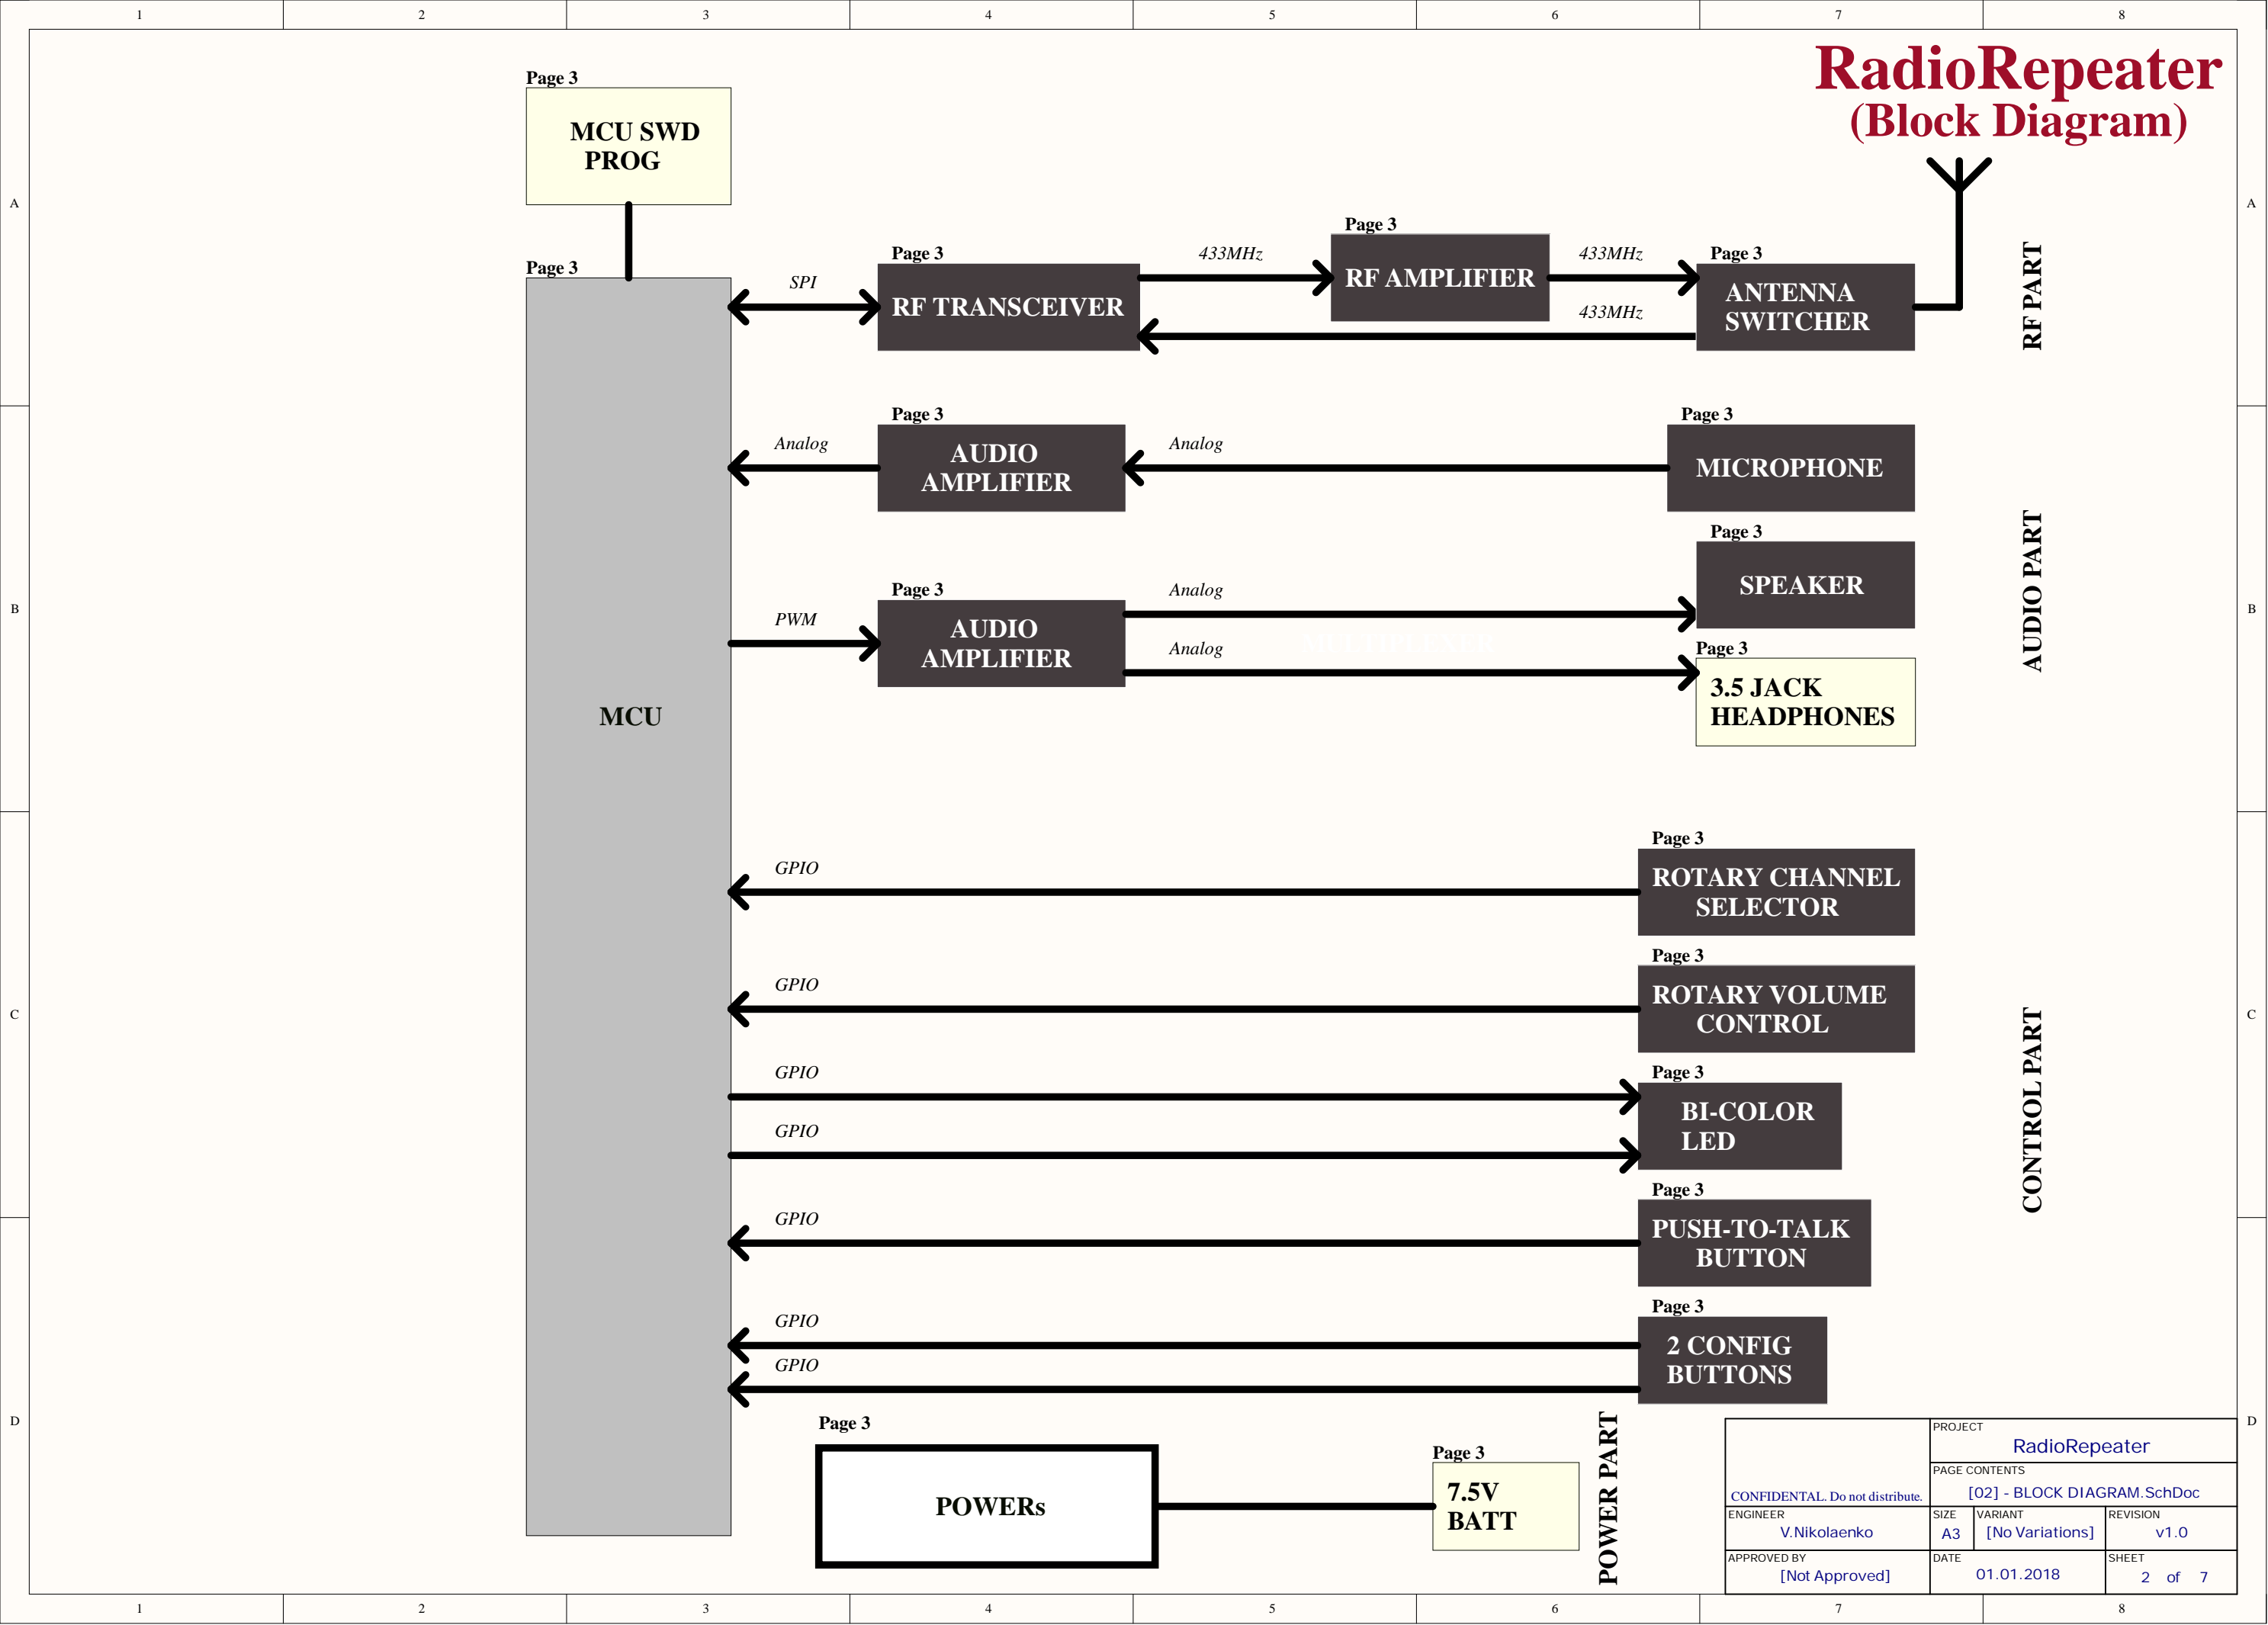 1 2 3 4 5 6 7 8
RadioRepeater
(Block Diagram)
Page 3
MCU SWD
PROG
A
A
Page 3
MCU
SPI
Page 3
RF TRANSCEIVER
433MHz
Page 3
RF AMPLIFIER
433MHz
433MHz
Page 3
ANTENNA
SWITCHER
RF PART
Analog
Page 3
AUDIO
AMPLIFIER
Analog
Page 3
MICROPHONE
PWM
Page 3
AUDIO
AMPLIFIER
Analog
Analog
MULTIPLEXER
Page 3
SPEAKER
Page 3
3.5 JACK
HEADPHONES
AUDIO PART
B
B
GPIO
Page 3
ROTARY CHANNEL
SELECTOR
GPIO
Page 3
ROTARY VOLUME
CONTROL
C
C
GPIO
GPIO
Page 3
BI-COLOR
LED
CONTROL PART
GPIO
Page 3
PUSH-TO-TALK
BUTTON
GPIO
GPIO
Page 3
2 CONFIG
BUTTONS
D
D
Page 3
POWERs
Page 3
7.5V
BATT
POWER PART
CONFIDENTAL. Do not distribute.
PROJECT
RadioRepeater
PAGE CONTENTS
[02] - BLOCK DIAGRAM.SchDoc
ENGINEER
V.Nikolaenko
SIZE
A3
VARIANT
[No Variations]
REVISION
v1.0
APPROVED BY
[Not Approved]
DATE
01.01.2018
SHEET
2 of 7
1 2 3 4 5 6 7 8